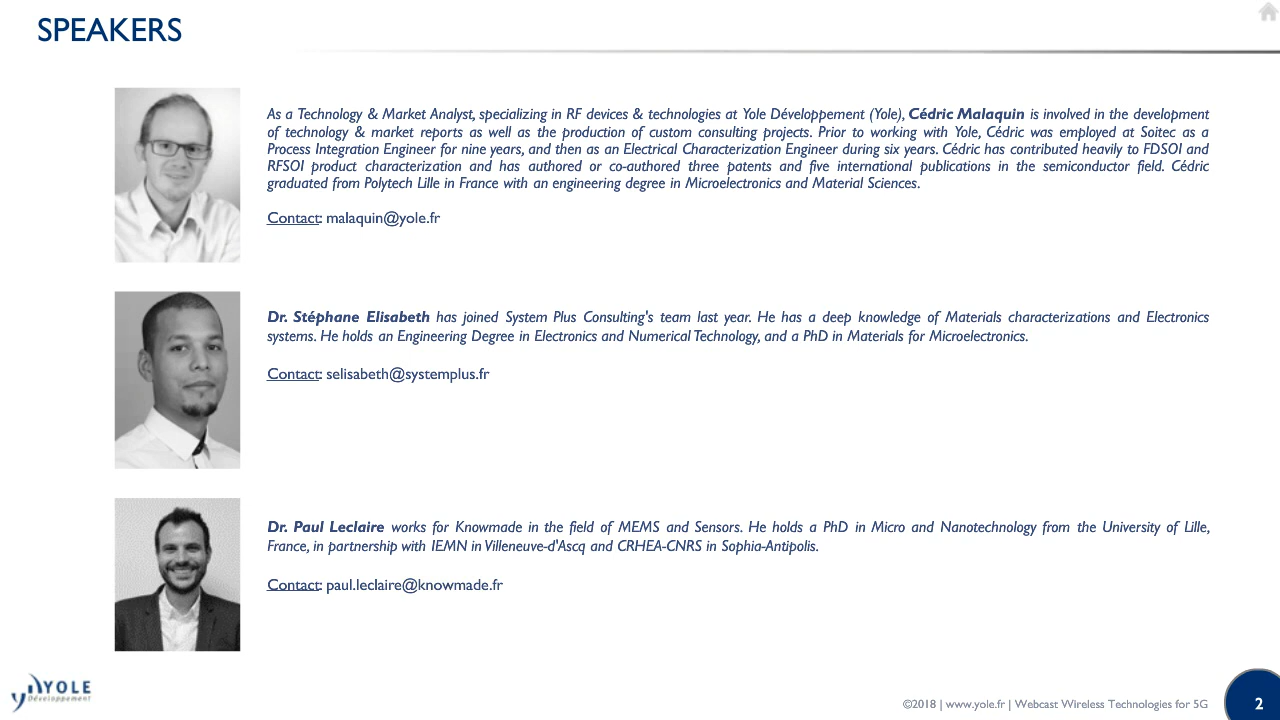 SPEAKERS
As a Technology & Market Analyst, specializing in RF devices & technologies at Yole Développement (Yole), Cédric Malaquin is involved in the development
of technology & market reports as well as the production of custom consulting projects. Prior to working with Yole, Cédric was employed at Soitec as a
Process Integration Engineer for nine years, and then as an Electrical Characterization Engineer during six years. Cédric has contributed heavily to FDSOI and
RFSOI product characterization and has authored or co-authored three patents and five international publications in the semiconductor field. Cédric
graduated from Polytech Lille in France with an engineering degree in Microelectronics and Material Sciences.
Contact: malaquin@yole.fr
Dr. Stéphane Elisabeth has joined System Plus Consulting's team last year. He has a deep knowledge of Materials characterizations and Electronics
systems. He holds an Engineering Degree in Electronics and Numerical Technology, and a PhD in Materials for Microelectronics.
Contact: selisabeth@systemplus.fr
Dr. Paul Leclaire works for Knowmade in the field of MEMS and Sensors. He holds a PhD in Micro and Nanotechnology from the University of Lille,
France, in partnership with IEMN in Villeneuve-d'Ascq and CRHEA-CNRS in Sophia-Antipolis.
Contact: paul.leclaire@knowmade.fr
YOLE
Développement
©2018 | www.yole.fr | Webcast Wireless Technologies for 5G
2